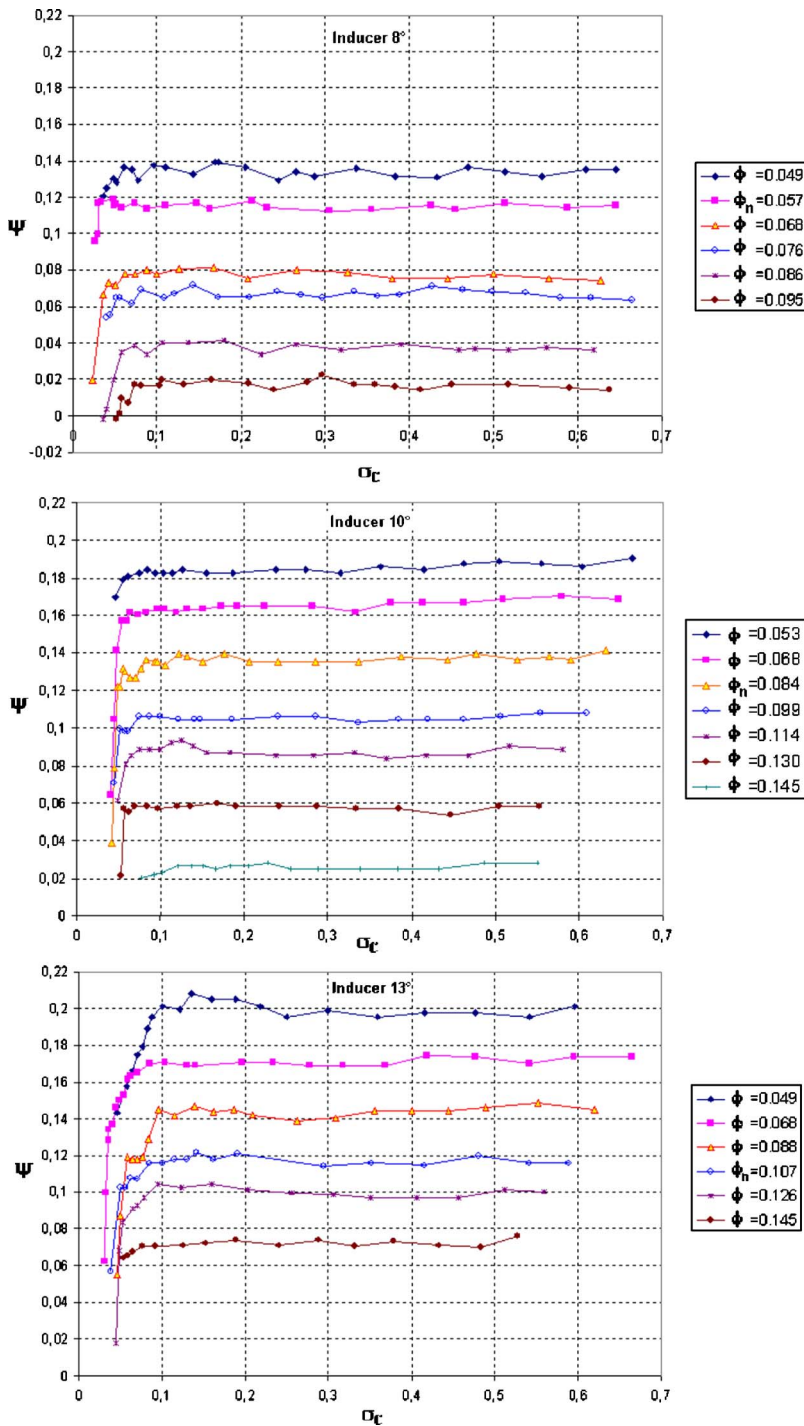 Inducer 8°
0,22
0,2
0,18
0,16
0,14
0,12
0,1
0,08
0,06
0,04
0,02
0
-0,02
Ψ
0 0,1 0,2 0,3 0,4 0,5 0,6 0,7
σc
ϕ =0.049
ϕn=0.057
ϕ =0.068
ϕ =0.076
ϕ =0.086
ϕ =0.095
Inducer 10°
0,22
0,2
0,18
0,16
0,14
0,12
0,1
0,08
0,06
0,04
0,02
0
Ψ
0 0,1 0,2 0,3 0,4 0,5 0,6 0,7
σc
ϕ =0.053
ϕ =0.068
ϕn=0.084
ϕ =0.099
ϕ =0.114
ϕ =0.130
ϕ =0.145
Inducer 13°
0,22
0,2
0,18
0,16
0,14
0,12
0,1
0,08
0,06
0,04
0,02
0
Ψ
0 0,1 0,2 0,3 0,4 0,5 0,6 0,7
σc
ϕ =0.049
ϕ =0.068
ϕ =0.088
ϕn=0.107
ϕ =0.126
ϕ =0.145